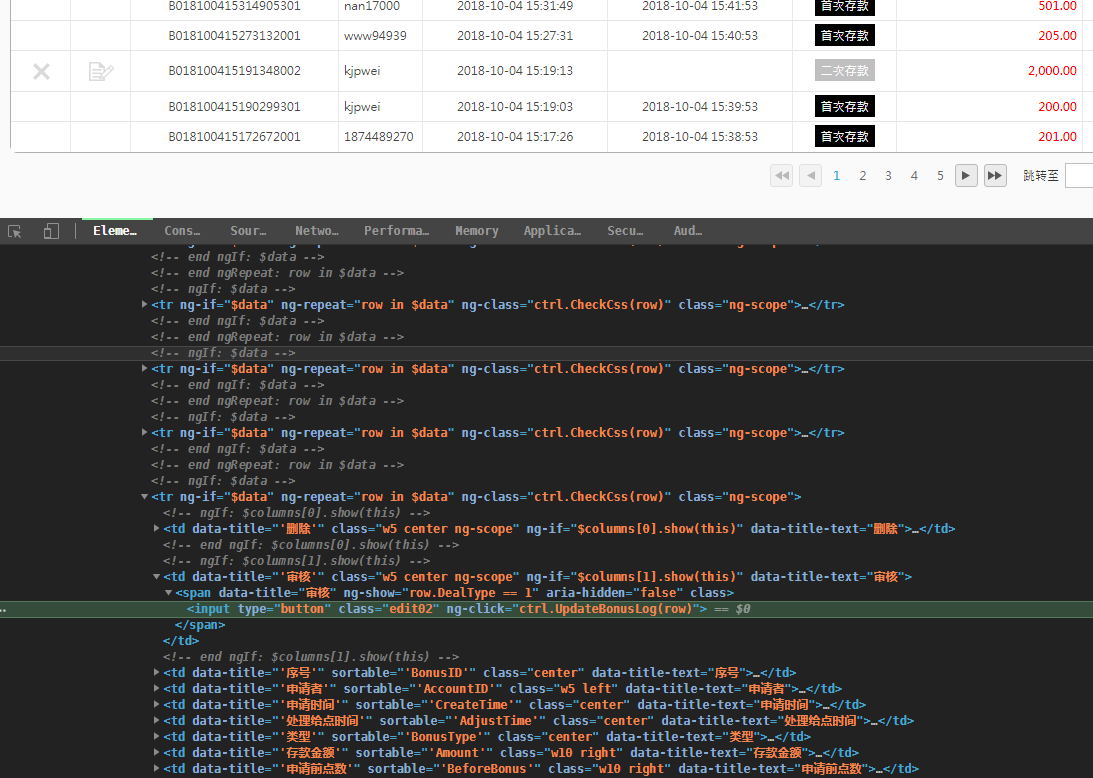 B018100415314905301 nan17000 2018-10-04 15:31:49 2018-10-04 15:41:53 首次存款 501.00
B018100415273132001 www94939 2018-10-04 15:27:31 2018-10-04 15:40:53 首次存款 205.00
B018100415191348002 kjpwei 2018-10-04 15:19:13 二次存款 2,000.00
B018100415190299301 kjpwei 2018-10-04 15:19:03 2018-10-04 15:39:53 首次存款 200.00
B018100415172672001 1874489270 2018-10-04 15:17:26 2018-10-04 15:38:53 首次存款 201.00
1 2 3 4 5 跳转至
Eleme… Cons… Sour… Netwo… Performa… Memory Applica… Secu… Aud…
<!-- end ngIf: $data -->
<!-- end ngRepeat: row in $data -->
<!-- ngIf: $data -->
<tr ng-if="$data" ng-repeat="row in $data" ng-class="ctrl.CheckCss(row)" class="ng-scope">…</tr>
<!-- end ngIf: $data -->
<!-- end ngRepeat: row in $data -->
<!-- ngIf: $data -->
<tr ng-if="$data" ng-repeat="row in $data" ng-class="ctrl.CheckCss(row)" class="ng-scope">…</tr>
<!-- end ngIf: $data -->
<!-- end ngRepeat: row in $data -->
<!-- ngIf: $data -->
<tr ng-if="$data" ng-repeat="row in $data" ng-class="ctrl.CheckCss(row)" class="ng-scope">…</tr>
<!-- end ngIf: $data -->
<!-- end ngRepeat: row in $data -->
<!-- ngIf: $data -->
<tr ng-if="$data" ng-repeat="row in $data" ng-class="ctrl.CheckCss(row)" class="ng-scope">
<!-- ngIf: $columns[0].show(this) -->
<td data-title="'删除'" class="w5 center ng-scope" ng-if="$columns[0].show(this)" data-title-text="删除">…</td>
<!-- end ngIf: $columns[0].show(this) -->
<!-- ngIf: $columns[1].show(this) -->
<td data-title="'审核'" class="w5 center ng-scope" ng-if="$columns[1].show(this)" data-title-text="审核">
<span data-title="审核" ng-show="row.DealType == 1" aria-hidden="false" class>
<input type="button" class="edit02" ng-click="ctrl.UpdateBonusLog(row)"> == $0
</span>
</td>
<!-- end ngIf: $columns[1].show(this) -->
<td data-title="'序号'" sortable="'BonusID'" class="center" data-title-text="序号">…</td>
<td data-title="'申请者'" sortable="'AccountID'" class="w5 left" data-title-text="申请者">…</td>
<td data-title="'申请时间'" sortable="'CreateTime'" class="center" data-title-text="申请时间">…</td>
<td data-title="'处理给点时间'" sortable="'AdjustTime'" class="center" data-title-text="处理给点时间">…</td>
<td data-title="'类型'" sortable="'BonusType'" class="center" data-title-text="类型">…</td>
<td data-title="'存款金额'" sortable="'Amount'" class="w10 right" data-title-text="存款金额">…</td>
<td data-title="'申请前点数'" sortable="'BeforeBonus'" class="w10 right" data-title-text="申请前点数">…</td>